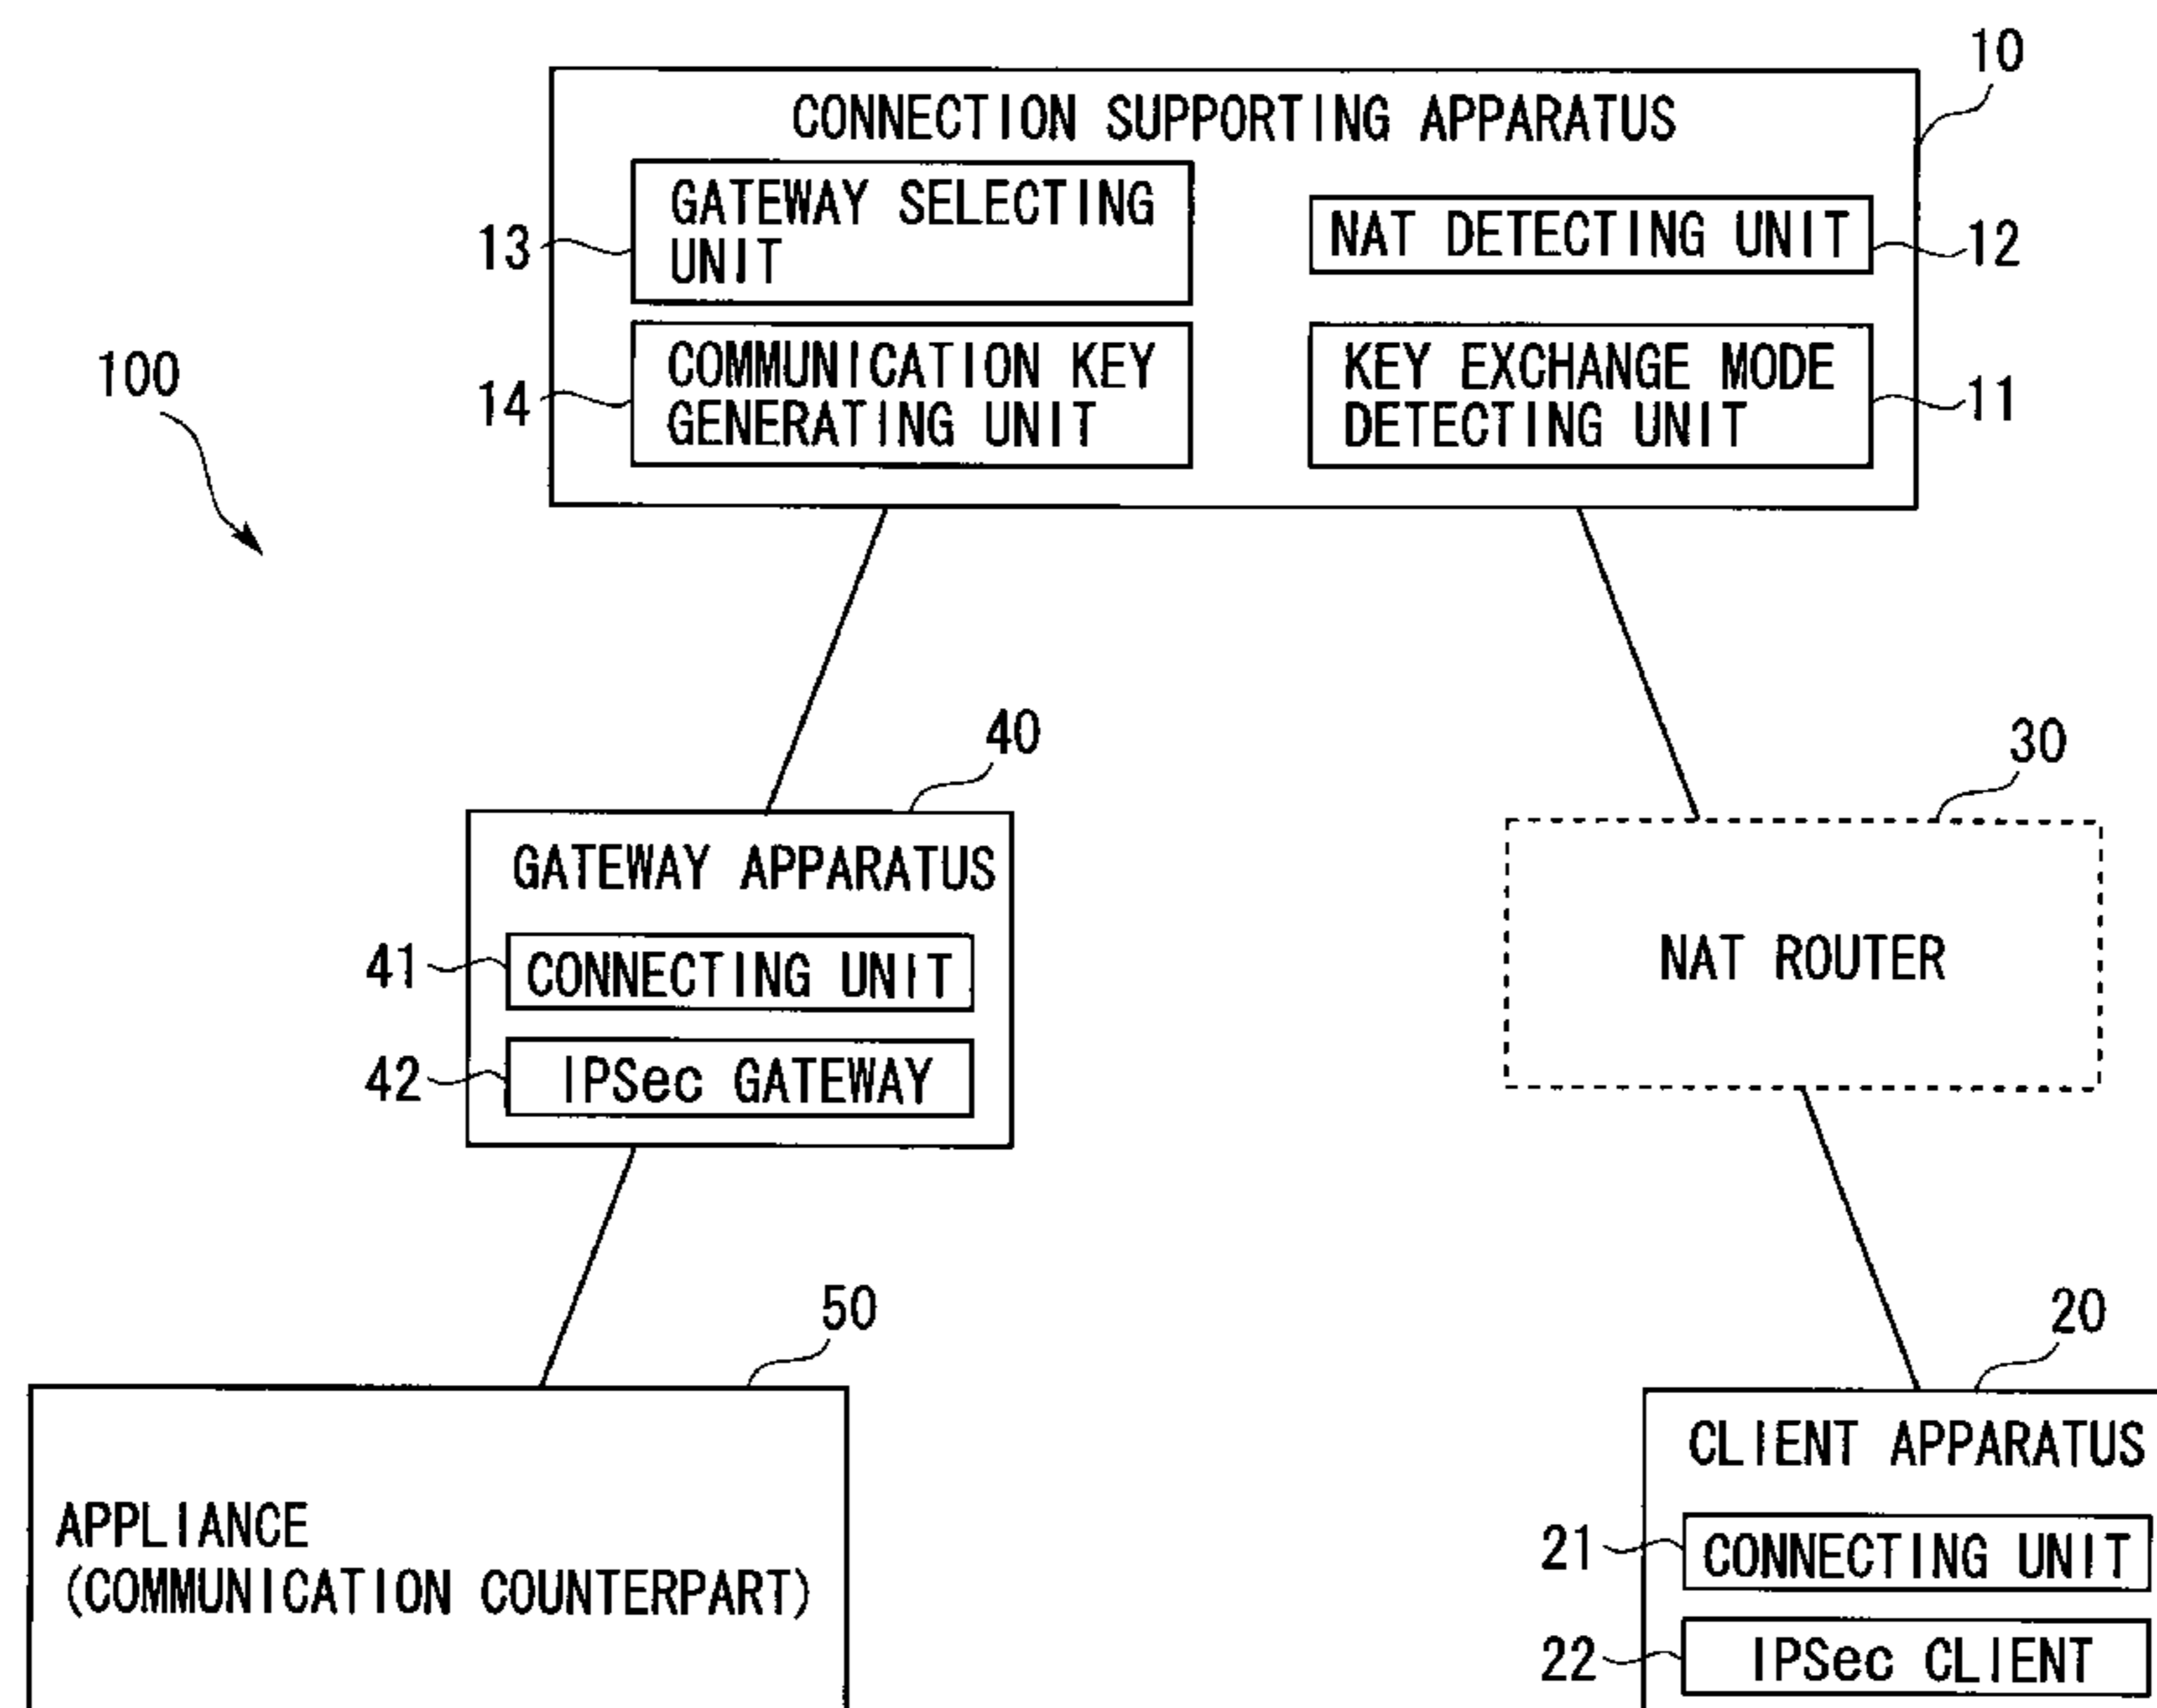 10
CONNECTION SUPPORTING APPARATUS
GATEWAY SELECTING
UNIT
13
NAT DETECTING UNIT
12
100
COMMUNICATION KEY
GENERATING UNIT
14
KEY EXCHANGE MODE
DETECTING UNIT
11
40
30
GATEWAY APPARATUS
41
CONNECTING UNIT
42
IPSec GATEWAY
NAT ROUTER
50
20
APPLIANCE
(COMMUNICATION COUNTERPART)
CLIENT APPARATUS
21
CONNECTING UNIT
22
IPSec CLIENT